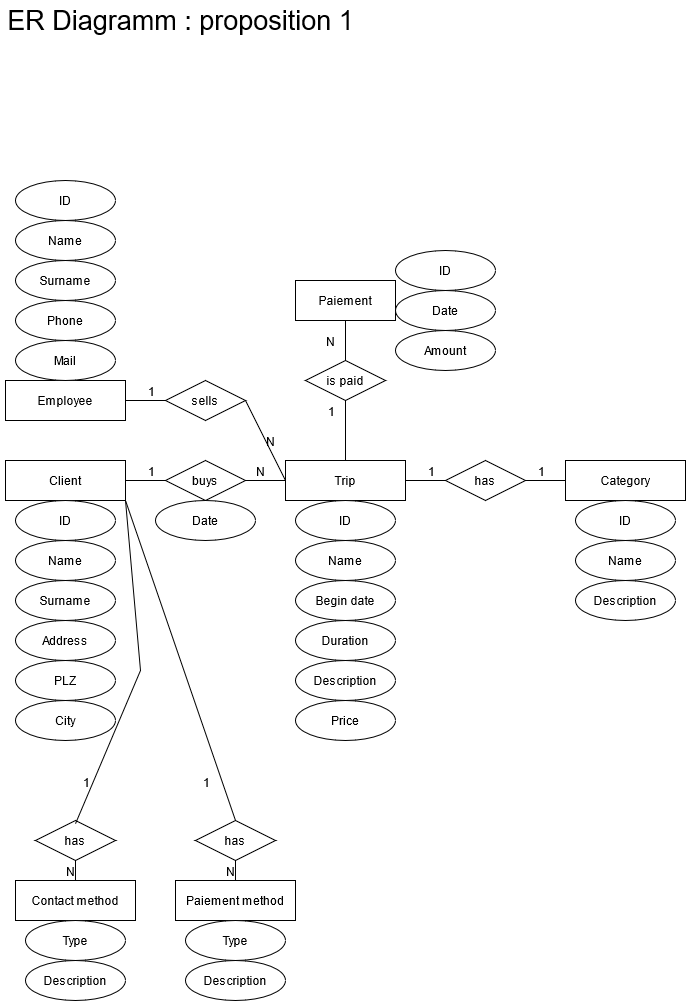 ER Diagramm : proposition 1
ID
Name
Surname
Phone
Mail
Employee
1
sells
N
Paiement
ID
Date
Amount
N
is paid
1
Client
1
buys
N
Trip
1
has
1
Category
Date
ID
Name
Surname
Address
PLZ
City
ID
Name
Begin date
Duration
Description
Price
ID
Name
Description
1
has
N
Contact method
Type
Description
1
has
N
Paiement method
Type
Description